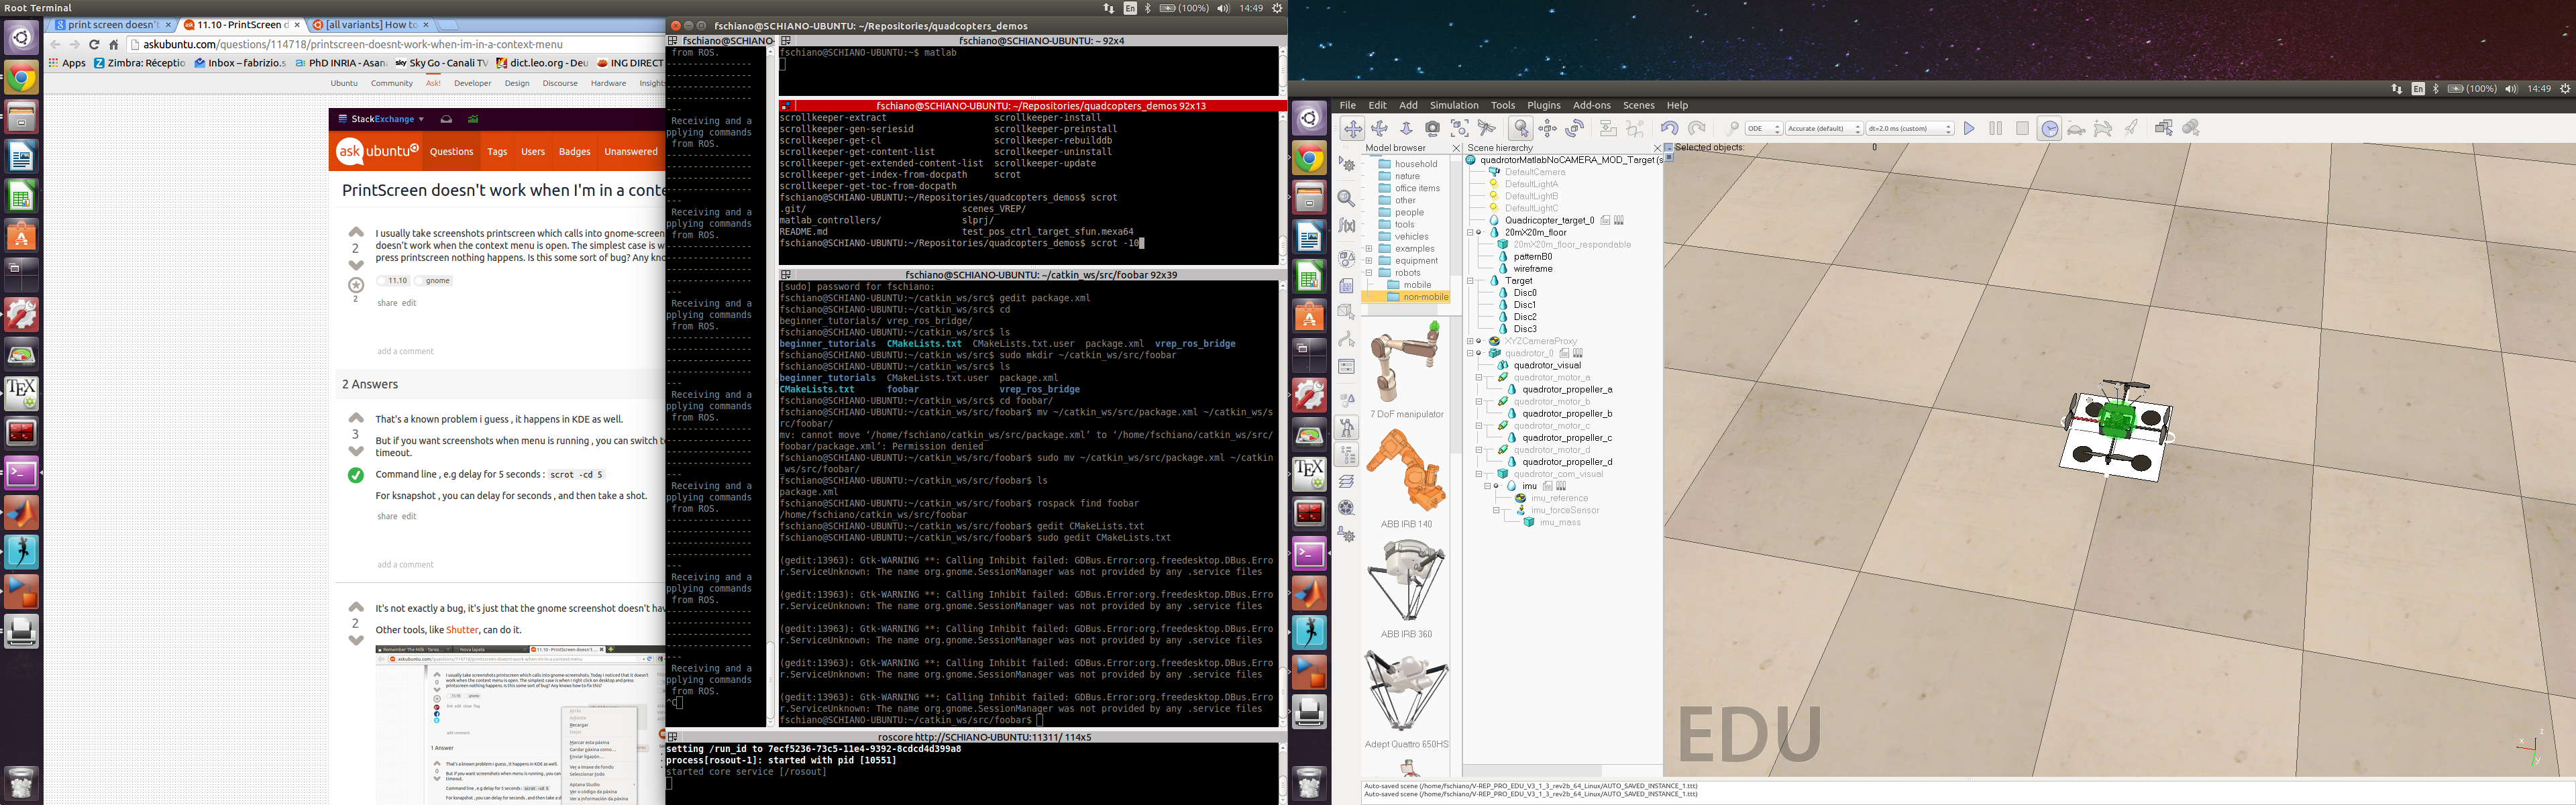 Root Terminal
En (100%) 14:49
print screen doesn't
11.10 - PrintScreen d
[all variants] How to
askubuntu.com/questions/114718/printscreen-doesnt-work-when-im-in-a-context-menu
Apps Zimbra: Réceptio Inbox – fabrizio.s PhD INRIA - Asan Sky Go - Canali TV dict.leo.org - Deu ING DIRECT
Ubuntu Community Ask! Developer Design Discourse Hardware Insight
StackExchange
ask ubuntu Questions Tags Users Badges Unanswered
PrintScreen doesn't work when I'm in a conte
2
I usually take screenshots printscreen which calls into gnome-screen
doesn't work when the context menu is open. The simplest case is w
press printscreen nothing happens. Is this some sort of bug? Any kno
11.10 gnome
2
share edit
add a comment
2 Answers
3
That's a known problem i guess , it happens in KDE as well.
But if you want screenshots when menu is running , you can switch to
timeout.
Command line , e.g delay for 5 seconds : scrot -cd 5
For ksnapshot , you can delay for seconds , and then take a shot.
share edit
add a comment
2
It's not exactly a bug, it's just that the gnome screenshot doesn't hav
Other tools, like Shutter, can do it.
fschiano@SCHIANO-UBUNTU: ~/Repositories/quadcopters_demos
fschiano@SCHIANO-
from ROS.
---
Receiving and a
pplying commands
from ROS.
---
Receiving and a
pplying commands
from ROS.
---
Receiving and a
pplying commands
from ROS.
---
Receiving and a
pplying commands
from ROS.
---
Receiving and a
pplying commands
from ROS.
---
Receiving and a
pplying commands
from ROS.
---
Receiving and a
pplying commands
from ROS.
^C
fschiano@SCHIANO-UBUNTU: ~ 92x4
fschiano@SCHIANO-UBUNTU:~$ matlab
fschiano@SCHIANO-UBUNTU: ~/Repositories/quadcopters_demos 92x13
scrollkeeper-extract scrollkeeper-install
scrollkeeper-gen-seriesid scrollkeeper-preinstall
scrollkeeper-get-cl scrollkeeper-rebuilddb
scrollkeeper-get-content-list scrollkeeper-uninstall
scrollkeeper-get-extended-content-list scrollkeeper-update
scrollkeeper-get-index-from-docpath scrot
scrollkeeper-get-toc-from-docpath
fschiano@SCHIANO-UBUNTU:~/Repositories/quadcopters_demos$ scrot
.git/ scenes_VREP/
matlab_controllers/ slprj/
README.md test_pos_ctrl_target_sfun.mexa64
fschiano@SCHIANO-UBUNTU:~/Repositories/quadcopters_demos$ scrot -10
fschiano@SCHIANO-UBUNTU: ~/catkin_ws/src/foobar 92x39
[sudo] password for fschiano:
fschiano@SCHIANO-UBUNTU:~/catkin_ws/src$ gedit package.xml
fschiano@SCHIANO-UBUNTU:~/catkin_ws/src$ cd
beginner_tutorials/ vrep_ros_bridge/
fschiano@SCHIANO-UBUNTU:~/catkin_ws/src$ ls
beginner_tutorials CMakeLists.txt CMakeLists.txt.user package.xml vrep_ros_bridge
fschiano@SCHIANO-UBUNTU:~/catkin_ws/src$ sudo mkdir ~/catkin_ws/src/foobar
fschiano@SCHIANO-UBUNTU:~/catkin_ws/src$ ls
beginner_tutorials CMakeLists.txt.user package.xml
CMakeLists.txt foobar vrep_ros_bridge
fschiano@SCHIANO-UBUNTU:~/catkin_ws/src$ cd foobar/
fschiano@SCHIANO-UBUNTU:~/catkin_ws/src/foobar$ mv ~/catkin_ws/src/package.xml ~/catkin_ws/s
rc/foobar/
mv: cannot move ‘/home/fschiano/catkin_ws/src/package.xml’ to ‘/home/fschiano/catkin_ws/src/
foobar/package.xml’: Permission denied
fschiano@SCHIANO-UBUNTU:~/catkin_ws/src/foobar$ sudo mv ~/catkin_ws/src/package.xml ~/catkin
_ws/src/foobar/
fschiano@SCHIANO-UBUNTU:~/catkin_ws/src/foobar$ ls
package.xml
fschiano@SCHIANO-UBUNTU:~/catkin_ws/src/foobar$ rospack find foobar
/home/fschiano/catkin_ws/src/foobar
fschiano@SCHIANO-UBUNTU:~/catkin_ws/src/foobar$ gedit CMakeLists.txt
fschiano@SCHIANO-UBUNTU:~/catkin_ws/src/foobar$ sudo gedit CMakeLists.txt
(gedit:13963): Gtk-WARNING **: Calling Inhibit failed: GDBus.Error:org.freedesktop.DBus.Erro
r.ServiceUnknown: The name org.gnome.SessionManager was not provided by any .service files
(gedit:13963): Gtk-WARNING **: Calling Inhibit failed: GDBus.Error:org.freedesktop.DBus.Erro
r.ServiceUnknown: The name org.gnome.SessionManager was not provided by any .service files
(gedit:13963): Gtk-WARNING **: Calling Inhibit failed: GDBus.Error:org.freedesktop.DBus.Erro
r.ServiceUnknown: The name org.gnome.SessionManager was not provided by any .service files
(gedit:13963): Gtk-WARNING **: Calling Inhibit failed: GDBus.Error:org.freedesktop.DBus.Erro
r.ServiceUnknown: The name org.gnome.SessionManager was not provided by any .service files
(gedit:13963): Gtk-WARNING **: Calling Inhibit failed: GDBus.Error:org.freedesktop.DBus.Erro
r.ServiceUnknown: The name org.gnome.SessionManager was not provided by any .service files
fschiano@SCHIANO-UBUNTU:~/catkin_ws/src/foobar$
roscore http://SCHIANO-UBUNTU:11311/ 114x5
setting /run_id to 7ecf5236-73c5-11e4-9392-8cdcd4d399a8
process[rosout-1]: started with pid [10551]
started core service [/rosout]
En (100%) 14:49
File Edit Add Simulation Tools Plugins Add-ons Scenes Help
ODE Accurate (default) dt=2.0 ms (custom)
Model browser
household
nature
office items
other
people
tools
vehicles
examples
equipment
robots
mobile
non-mobile
7 DoF manipulator
ABB IRB 140
ABB IRB 360
Adept Quattro 650HS
Scene hierarchy
quadrotorMatlabNoCAMERA_MOD_Target (s
DefaultCamera
DefaultLightA
DefaultLightB
DefaultLightC
Quadricopter_target_0
20mX20m_floor
20mX20m_floor_respondable
patternB0
wireframe
Target
Disc0
Disc1
Disc2
Disc3
XYZCameraProxy
quadrotor_0
quadrotor_visual
quadrotor_motor_a
quadrotor_propeller_a
quadrotor_motor_b
quadrotor_propeller_b
quadrotor_motor_c
quadrotor_propeller_c
quadrotor_motor_d
quadrotor_propeller_d
quadrotor_com_visual
imu
imu_reference
imu_forceSensor
imu_mass
Selected objects: 0
EDU
x z y
Auto-saved scene (/home/fschiano/V-REP_PRO_EDU_V3_1_3_rev2b_64_Linux/AUTO_SAVED_INSTANCE_1.ttt)
Auto-saved scene (/home/fschiano/V-REP_PRO_EDU_V3_1_3_rev2b_64_Linux/AUTO_SAVED_INSTANCE_1.ttt)